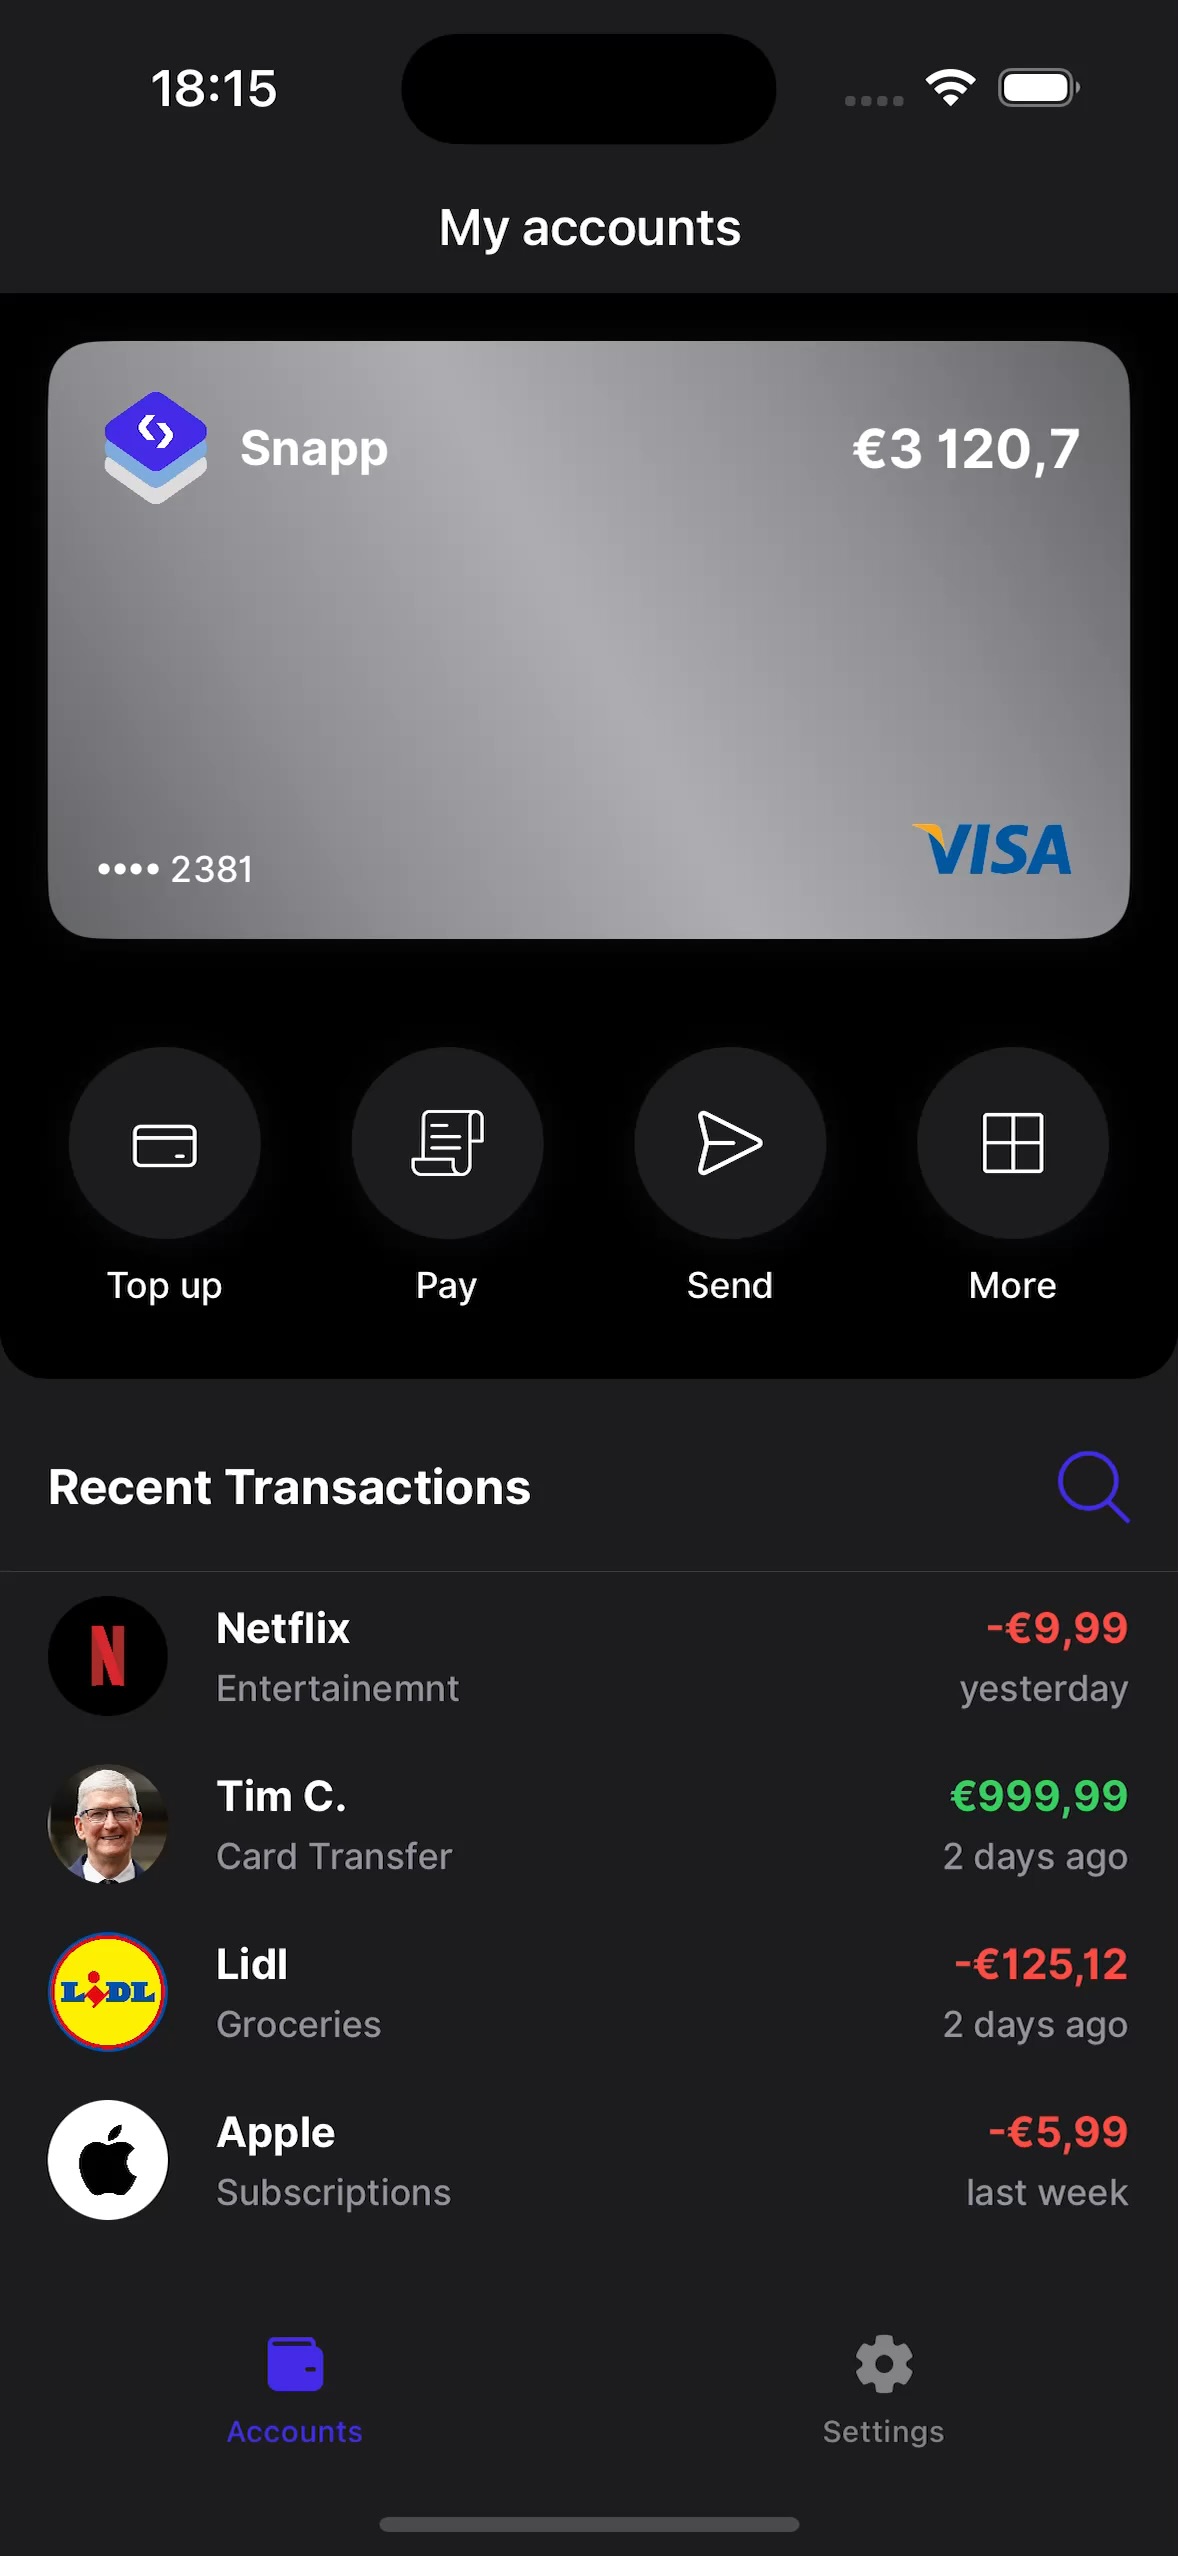 18:15
My accounts
Snapp
€3 120,7
•••• 2381
VISA
Top up
Pay
Send
More
Recent Transactions
Netflix
-€9,99
Entertainemnt
yesterday
Tim C.
€999,99
Card Transfer
2 days ago
LIDL
Lidl
-€125,12
Groceries
2 days ago
Apple
-€5,99
Subscriptions
last week
Accounts
Settings